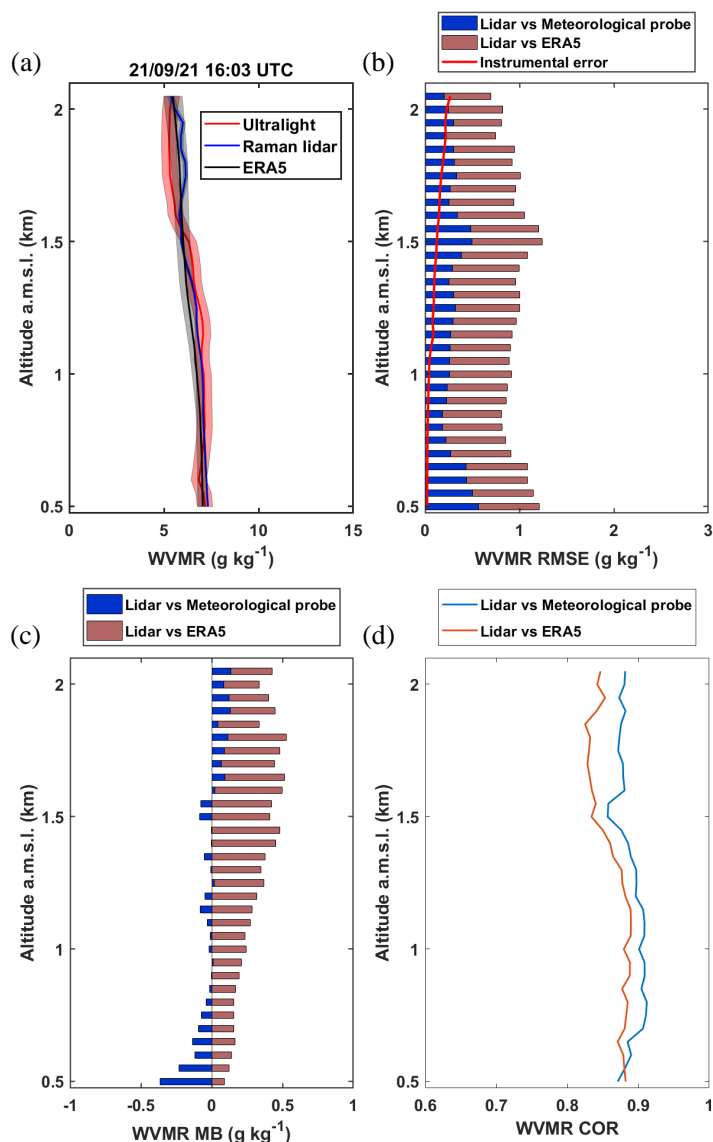 (a)
21/09/21 16:03 UTC
Ultralight
Raman lidar
ERA5
Altitude a.m.s.l. (km)
2
1.5
1
0.5
0
5
10
15
WVMR (g kg⁻¹)
(b)
Lidar vs Meteorological probe
Lidar vs ERA5
Instrumental error
Altitude a.m.s.l. (km)
2
1.5
1
0.5
0
1
2
3
WVMR RMSE (g kg⁻¹)
(c)
Lidar vs Meteorological probe
Lidar vs ERA5
Altitude a.m.s.l. (km)
2
1.5
1
0.5
-1
-0.5
0
0.5
1
WVMR MB (g kg⁻¹)
(d)
Lidar vs Meteorological probe
Lidar vs ERA5
Altitude a.m.s.l. (km)
2
1.5
1
0.5
0.6
0.7
0.8
0.9
1
WVMR COR